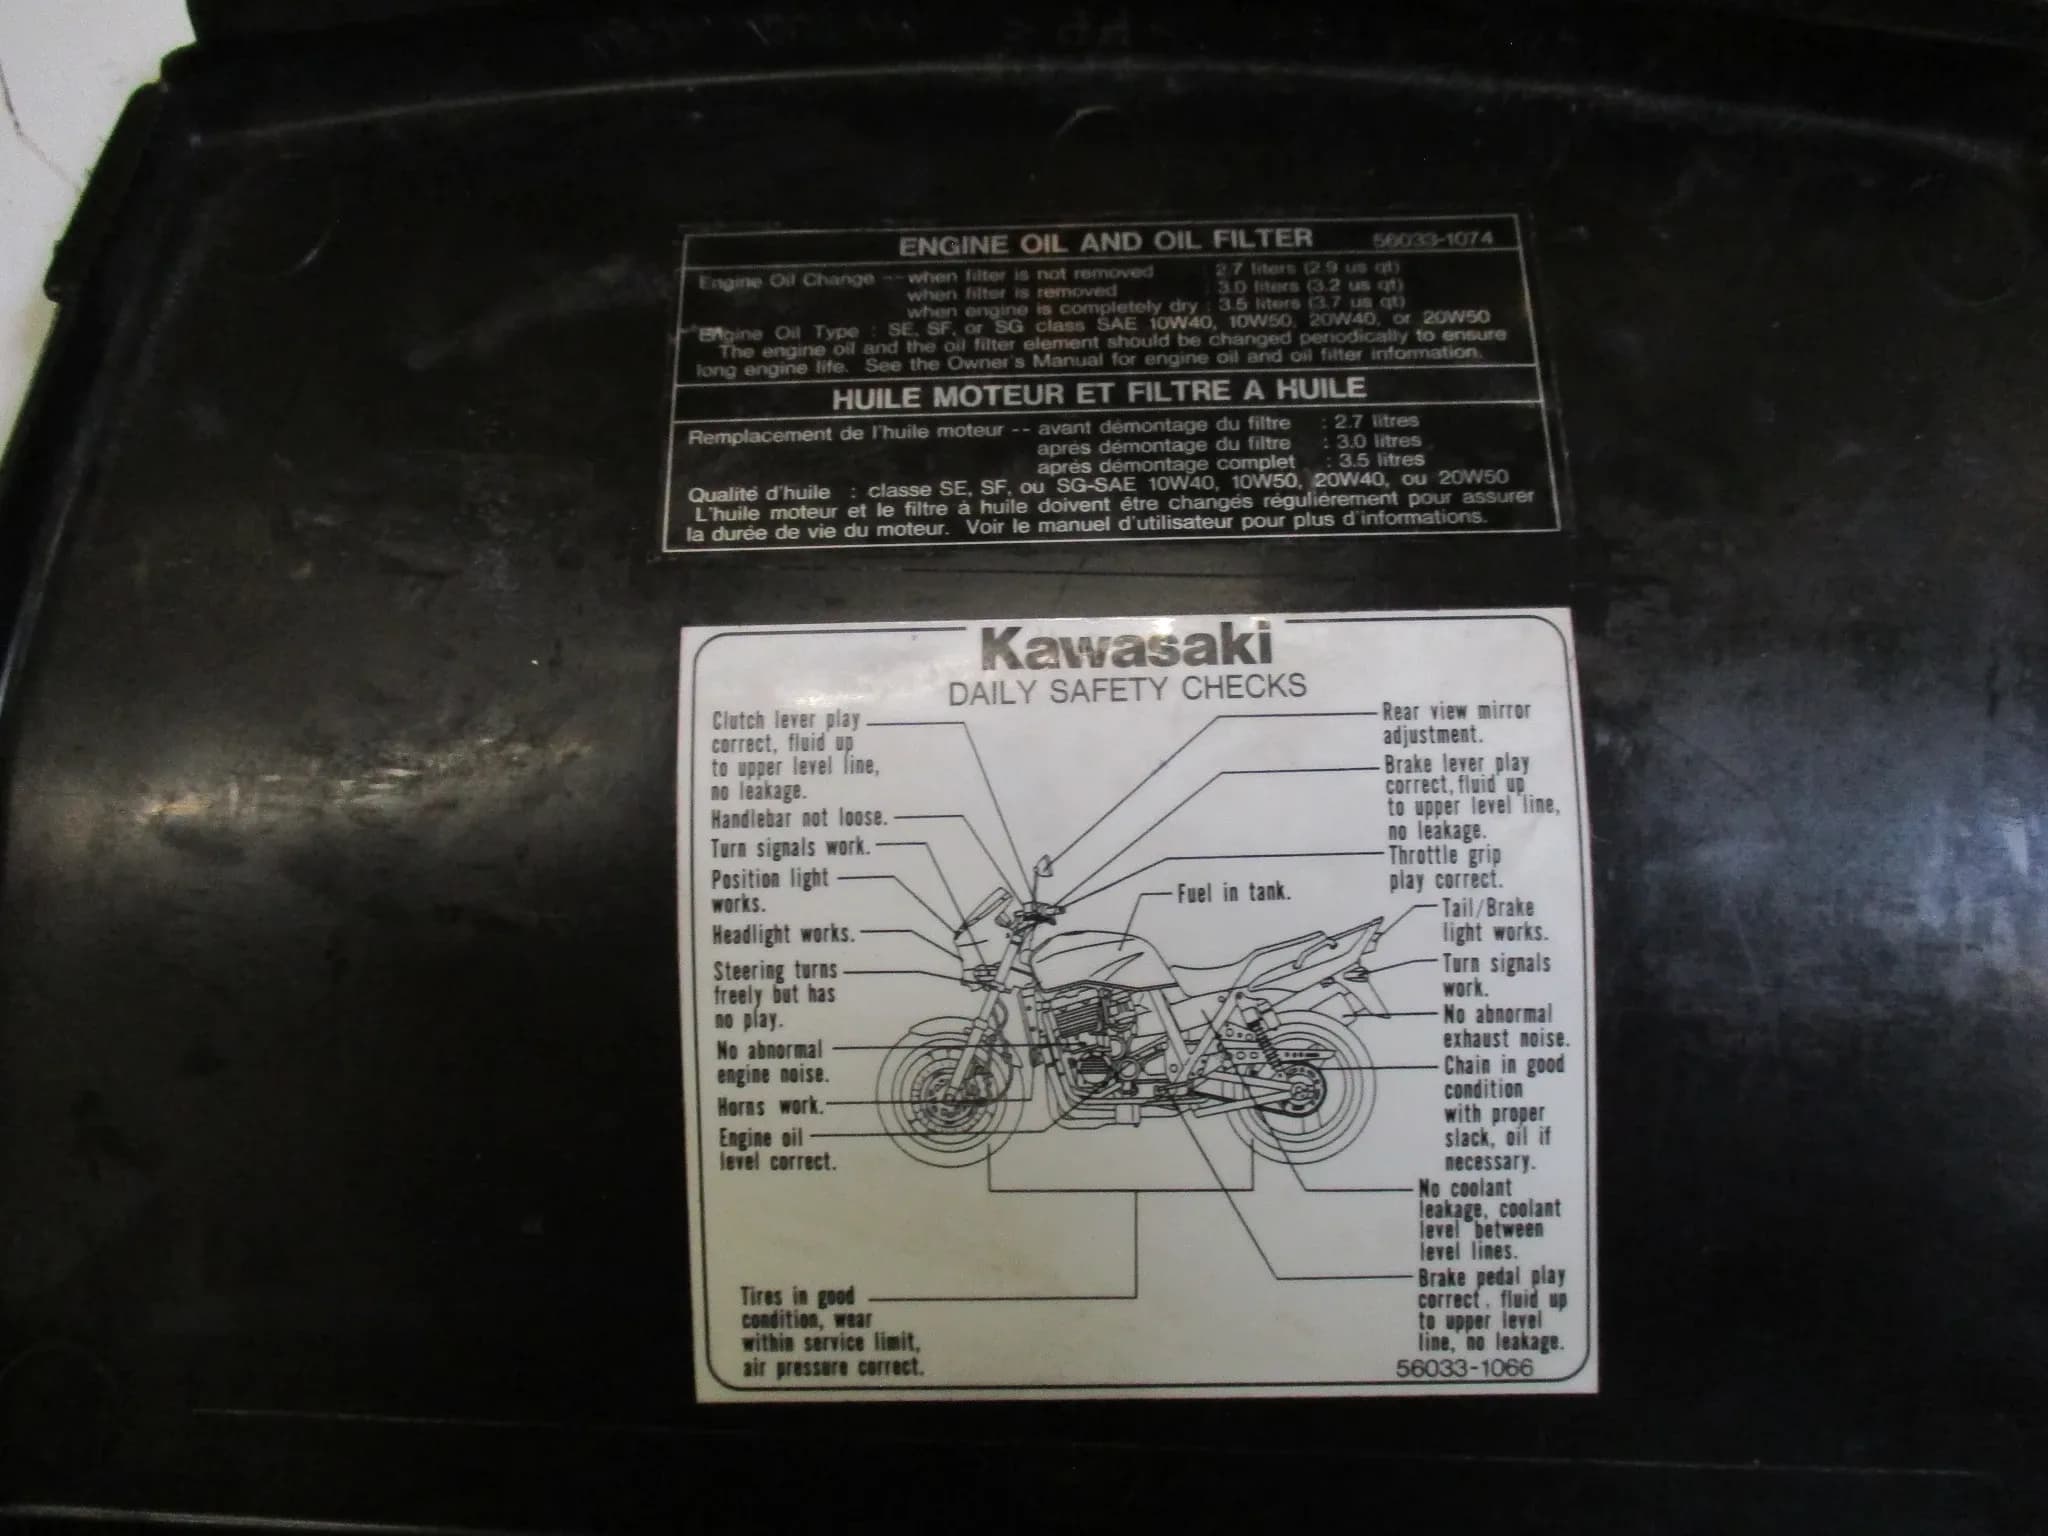 ENGINE OIL AND OIL FILTER 56033-1074
Engine Oil Change -- when filter is not removed : 2.7 liters (2.9 us qt)
when filter is removed : 3.0 liters (3.2 us qt)
when engine is completely dry : 3.5 liters (3.7 us qt)
Engine Oil Type : SE, SF, or SG class SAE 10W40, 10W50, 20W40, or 20W50
The engine oil and the oil filter element should be changed periodically to ensure
long engine life. See the Owner's Manual for engine oil and oil filter information.
HUILE MOTEUR ET FILTRE A HUILE
Remplacement de l'huile moteur -- avant démontage du filtre : 2.7 litres
après démontage du filtre : 3.0 litres
après démontage complet : 3.5 litres
Qualité d'huile : classe SE, SF, ou SG-SAE 10W40, 10W50, 20W40, ou 20W50
L'huile moteur et le filtre à huile doivent être changés régulièrement pour assurer
la durée de vie du moteur. Voir le manuel d'utilisateur pour plus d'informations.
Kawasaki
DAILY SAFETY CHECKS
Clutch lever play
correct, fluid up
to upper level line,
no leakage.
Handlebar not loose.
Turn signals work.
Position light
works.
Headlight works.
Steering turns
freely but has
no play.
No abnormal
engine noise.
Horns work.
Engine oil
level correct.
Tires in good
condition, wear
within service limit,
air pressure correct.
Fuel in tank.
Rear view mirror
adjustment.
Brake lever play
correct, fluid up
to upper level line,
no leakage.
Throttle grip
play correct.
Tail/Brake
light works.
Turn signals
work.
No abnormal
exhaust noise.
Chain in good
condition
with proper
slack, oil if
necessary.
No coolant
leakage, coolant
level between
level lines.
Brake pedal play
correct, fluid up
to upper level
line, no leakage.
56033-1066